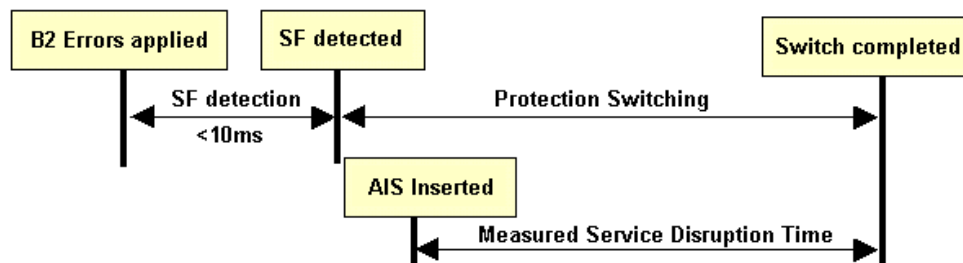 B2 Errors applied
SF detected
Switch completed
SF detection
<10ms
Protection Switching
AIS Inserted
Measured Service Disruption Time